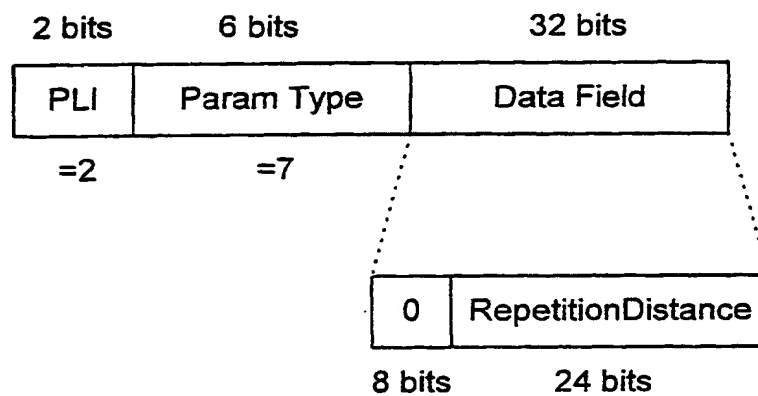 2 bits 6 bits 32 bits
PLI Param Type Data Field
=2 =7
0 RepetitionDistance
8 bits 24 bits